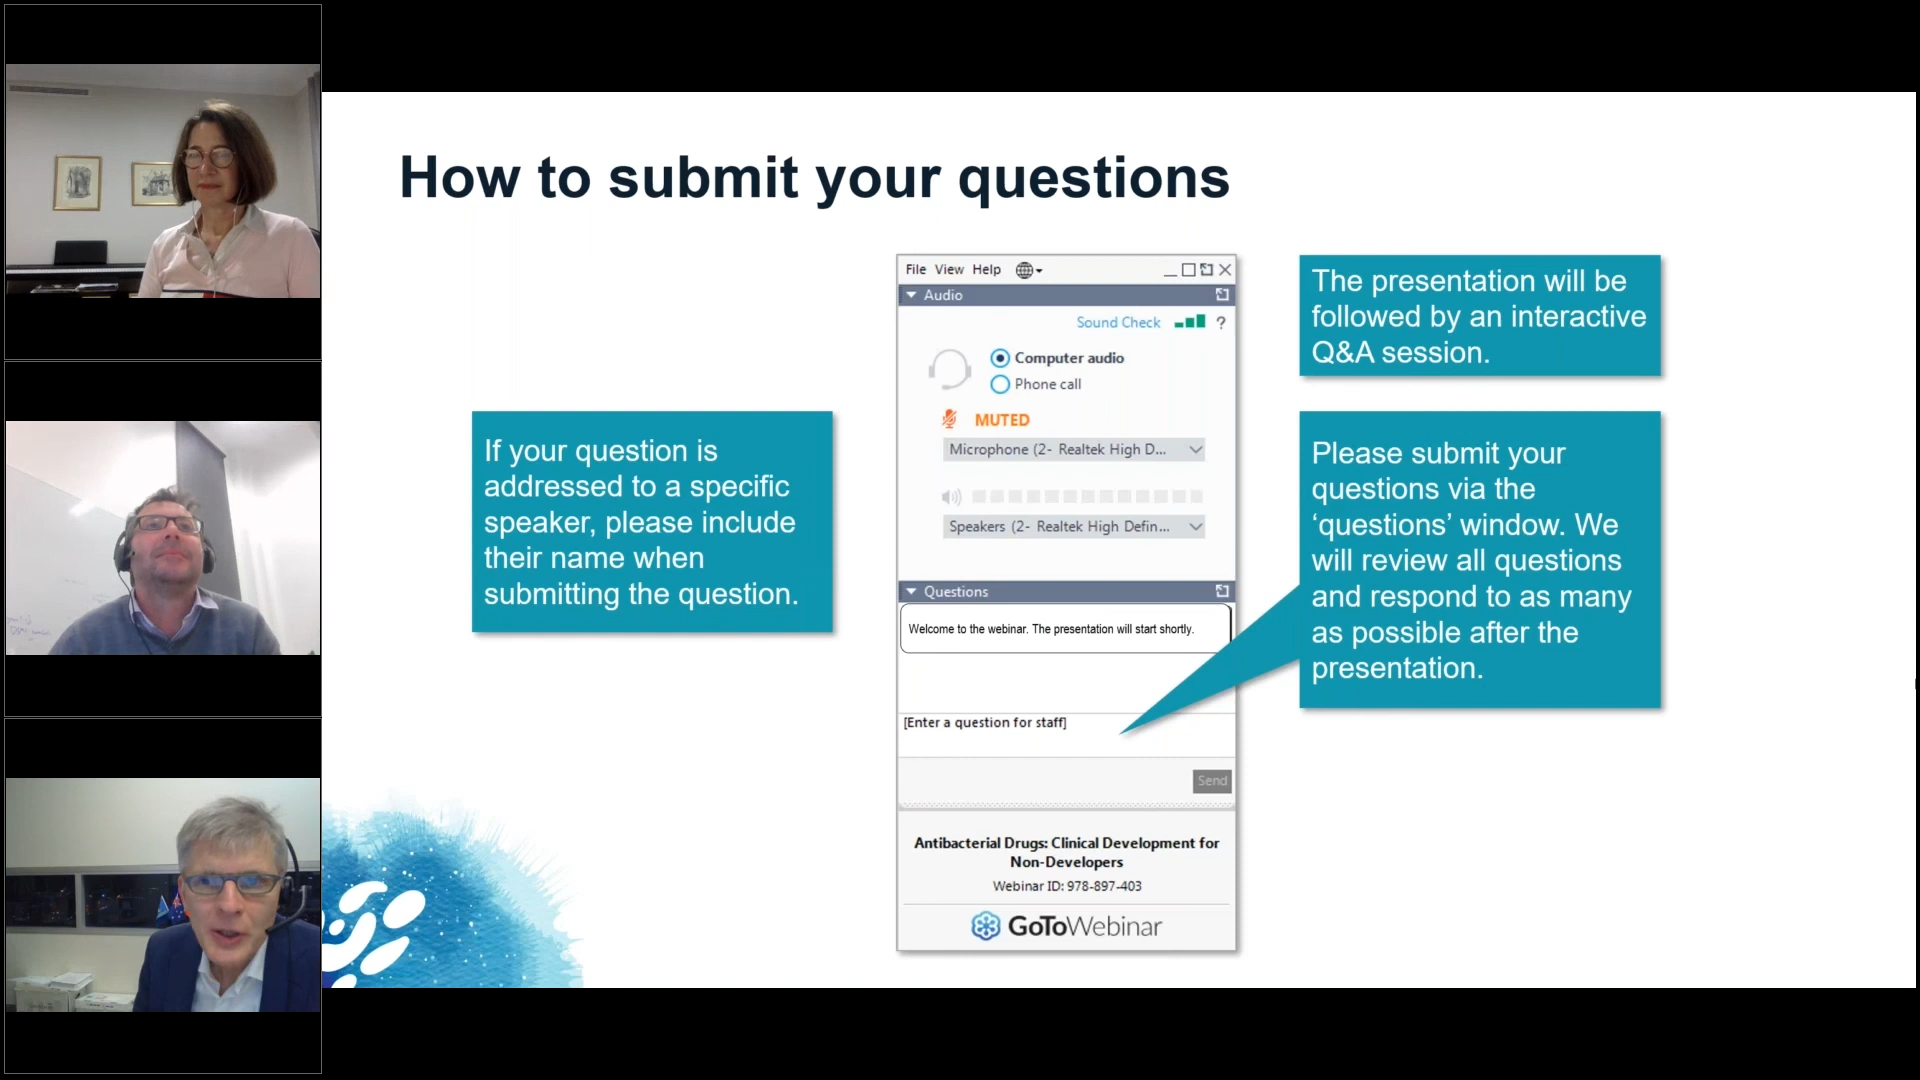 How to submit your questions
If your question is
addressed to a specific
speaker, please include
their name when
submitting the question.
File View Help
Audio
Sound Check ?
Computer audio
Phone call
MUTED
Microphone (2- Realtek High D...
Speakers (2- Realtek High Defin...
Questions
Welcome to the webinar. The presentation will start shortly.
[Enter a question for staff]
Send
Antibacterial Drugs: Clinical Development for
Non-Developers
Webinar ID: 978-897-403
GoToWebinar
The presentation will be
followed by an interactive
Q&A session.
Please submit your
questions via the
‘questions’ window. We
will review all questions
and respond to as many
as possible after the
presentation.